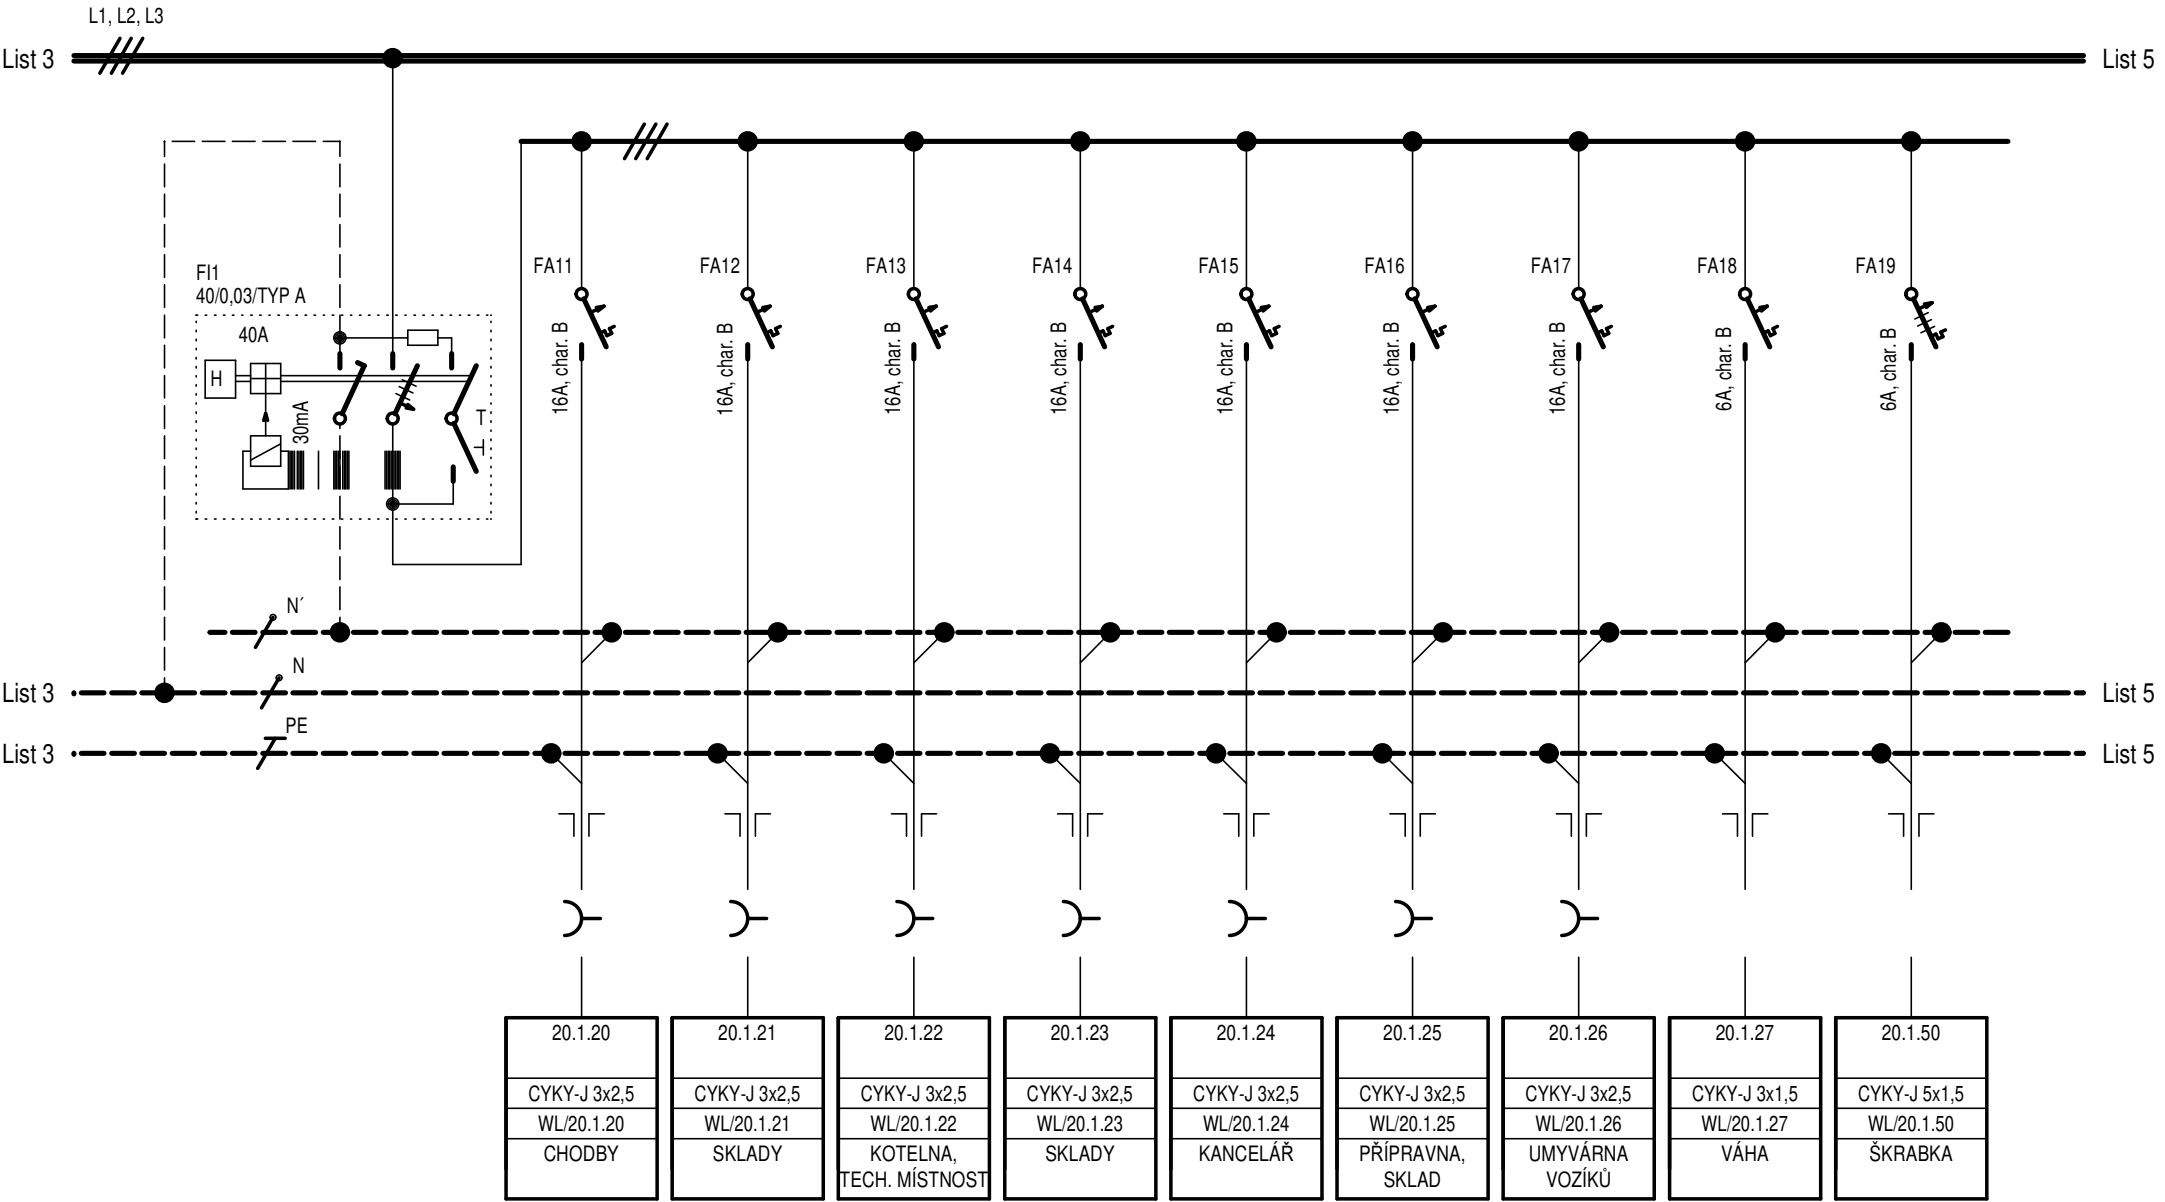 L1, L2, L3
List 3
List 5
FI1
40/0,03/TYP A
40A
H
30mA
T
FA11
FA12
FA13
FA14
FA15
FA16
FA17
FA18
FA19
16A, char. B
16A, char. B
16A, char. B
16A, char. B
16A, char. B
16A, char. B
16A, char. B
6A, char. B
6A, char. B
N´
N
List 3
List 5
PE
List 3
List 5
20.1.20
CYKY-J 3x2,5
WL/20.1.20
CHODBY
20.1.21
CYKY-J 3x2,5
WL/20.1.21
SKLADY
20.1.22
CYKY-J 3x2,5
WL/20.1.22
KOTELNA,
TECH. MÍSTNOST
20.1.23
CYKY-J 3x2,5
WL/20.1.23
SKLADY
20.1.24
CYKY-J 3x2,5
WL/20.1.24
KANCELÁŘ
20.1.25
CYKY-J 3x2,5
WL/20.1.25
PŘÍPRAVNA,
SKLAD
20.1.26
CYKY-J 3x2,5
WL/20.1.26
UMYVÁRNA
VOZÍKŮ
20.1.27
CYKY-J 3x1,5
WL/20.1.27
VÁHA
20.1.50
CYKY-J 5x1,5
WL/20.1.50
ŠKRABKA